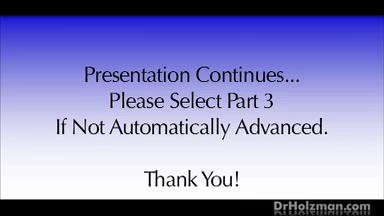 Presentation Continues...
Please Select Part 3
If Not Automatically Advanced.
Thank You!
DrHolzman.com